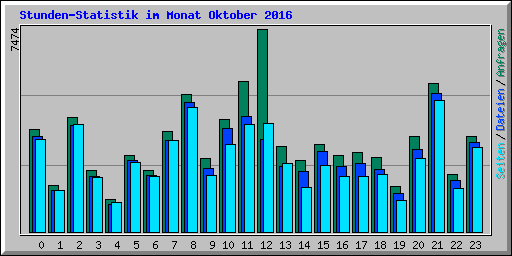 Stunden-Statistik im Monat Oktober 2016
7474
Seiten / Dateien / Anfragen
0 1 2 3 4 5 6 7 8 9 10 11 12 13 14 15 16 17 18 19 20 21 22 23